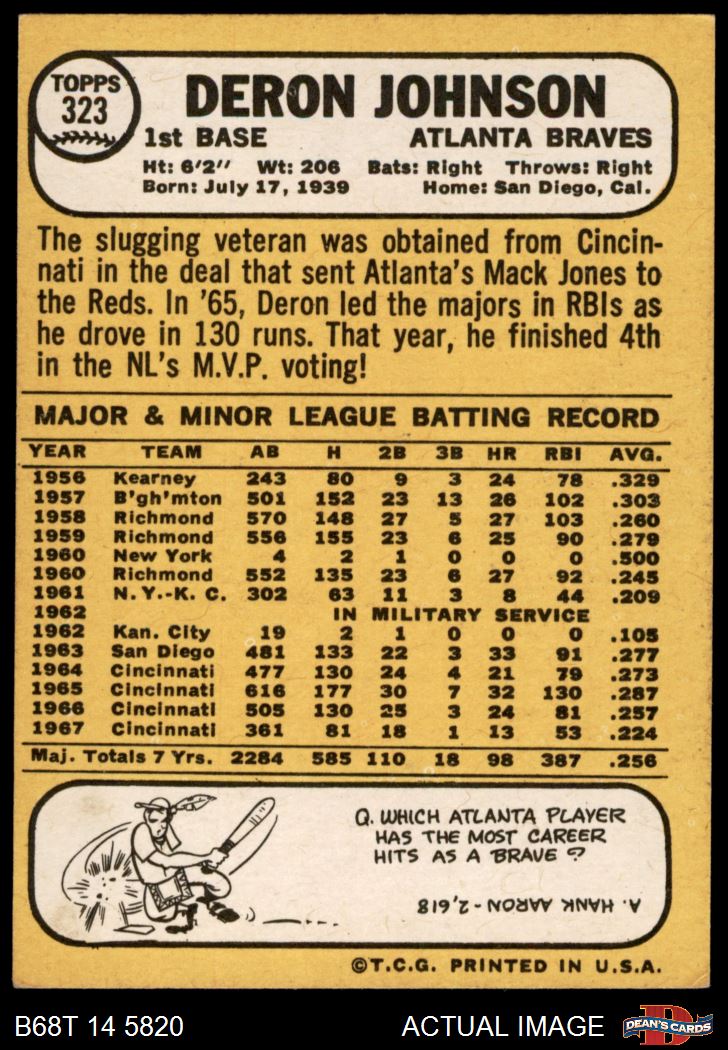 TOPPS
323
DERON JOHNSON
1st BASE ATLANTA BRAVES
Ht: 6'2" Wt: 206 Bats: Right Throws: Right
Born: July 17, 1939 Home: San Diego, Cal.
The slugging veteran was obtained from Cincin-
nati in the deal that sent Atlanta's Mack Jones to
the Reds. In '65, Deron led the majors in RBIs as
he drove in 130 runs. That year, he finished 4th
in the NL's M.V.P. voting!
MAJOR & MINOR LEAGUE BATTING RECORD
YEAR TEAM AB H 2B 3B HR RBI AVG.
1956 Kearney 243 80 9 3 24 78 .329
1957 B'gh'mton 501 152 23 13 26 102 .303
1958 Richmond 570 148 27 5 27 103 .260
1959 Richmond 556 155 23 6 25 90 .279
1960 New York 4 2 1 0 0 0 .500
1960 Richmond 552 135 23 6 27 92 .245
1961 N.Y.-K.C. 302 63 11 3 8 44 .209
1962 IN MILITARY SERVICE
1962 Kan. City 19 2 1 0 0 0 .105
1963 San Diego 481 133 22 3 33 91 .277
1964 Cincinnati 477 130 24 4 21 79 .273
1965 Cincinnati 616 177 30 7 32 130 .287
1966 Cincinnati 505 130 25 3 24 81 .257
1967 Cincinnati 361 81 18 1 13 53 .224
Maj. Totals 7 Yrs. 2284 585 110 18 98 387 .256
Q. WHICH ATLANTA PLAYER
HAS THE MOST CAREER
HITS AS A BRAVE?
A. HANK AARON - 2,618
©T.C.G. PRINTED IN U.S.A.
B68T 14 5820 ACTUAL IMAGE
D
DEAN'S CARDS